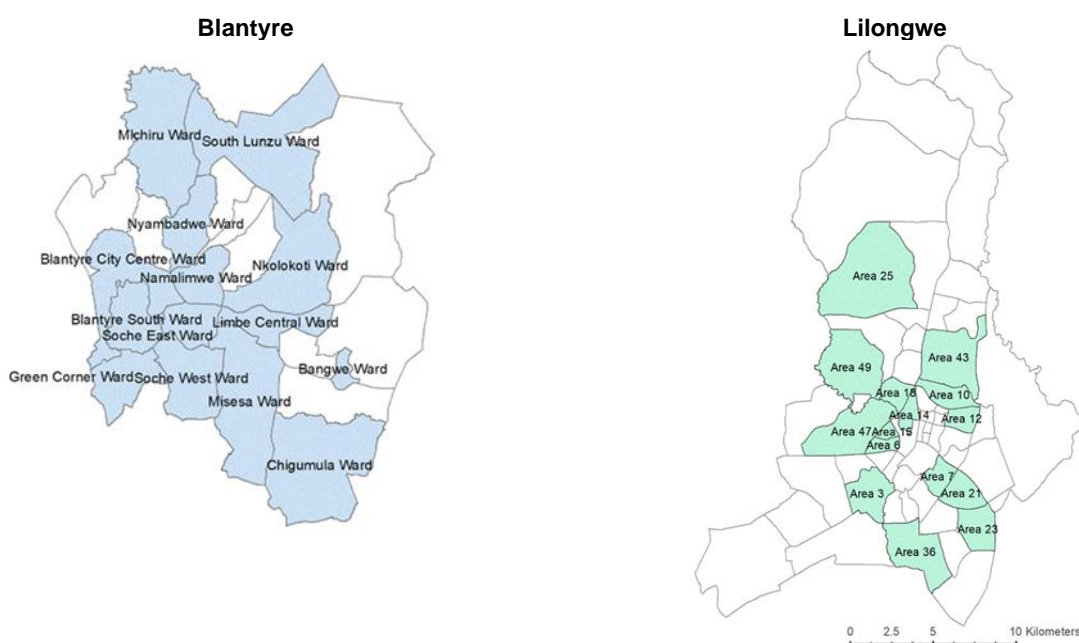 Blantyre
Michiru Ward
South Lunzu Ward
Nyambadwe Ward
Blantyre City Centre Ward
Namalimwe Ward
Nkolokoti Ward
Blantyre South Ward
Limbe Central Ward
Soche East Ward
Green Corner Ward
Soche West Ward
Bangwe Ward
Misesa Ward
Chigumula Ward
Lilongwe
Area 25
Area 49
Area 43
Area 18
Area 10
Area 14
Area 12
Area 47
Area 15
Area 6
Area 7
Area 3
Area 21
Area 23
Area 36
0 2.5 5 10 Kilometers